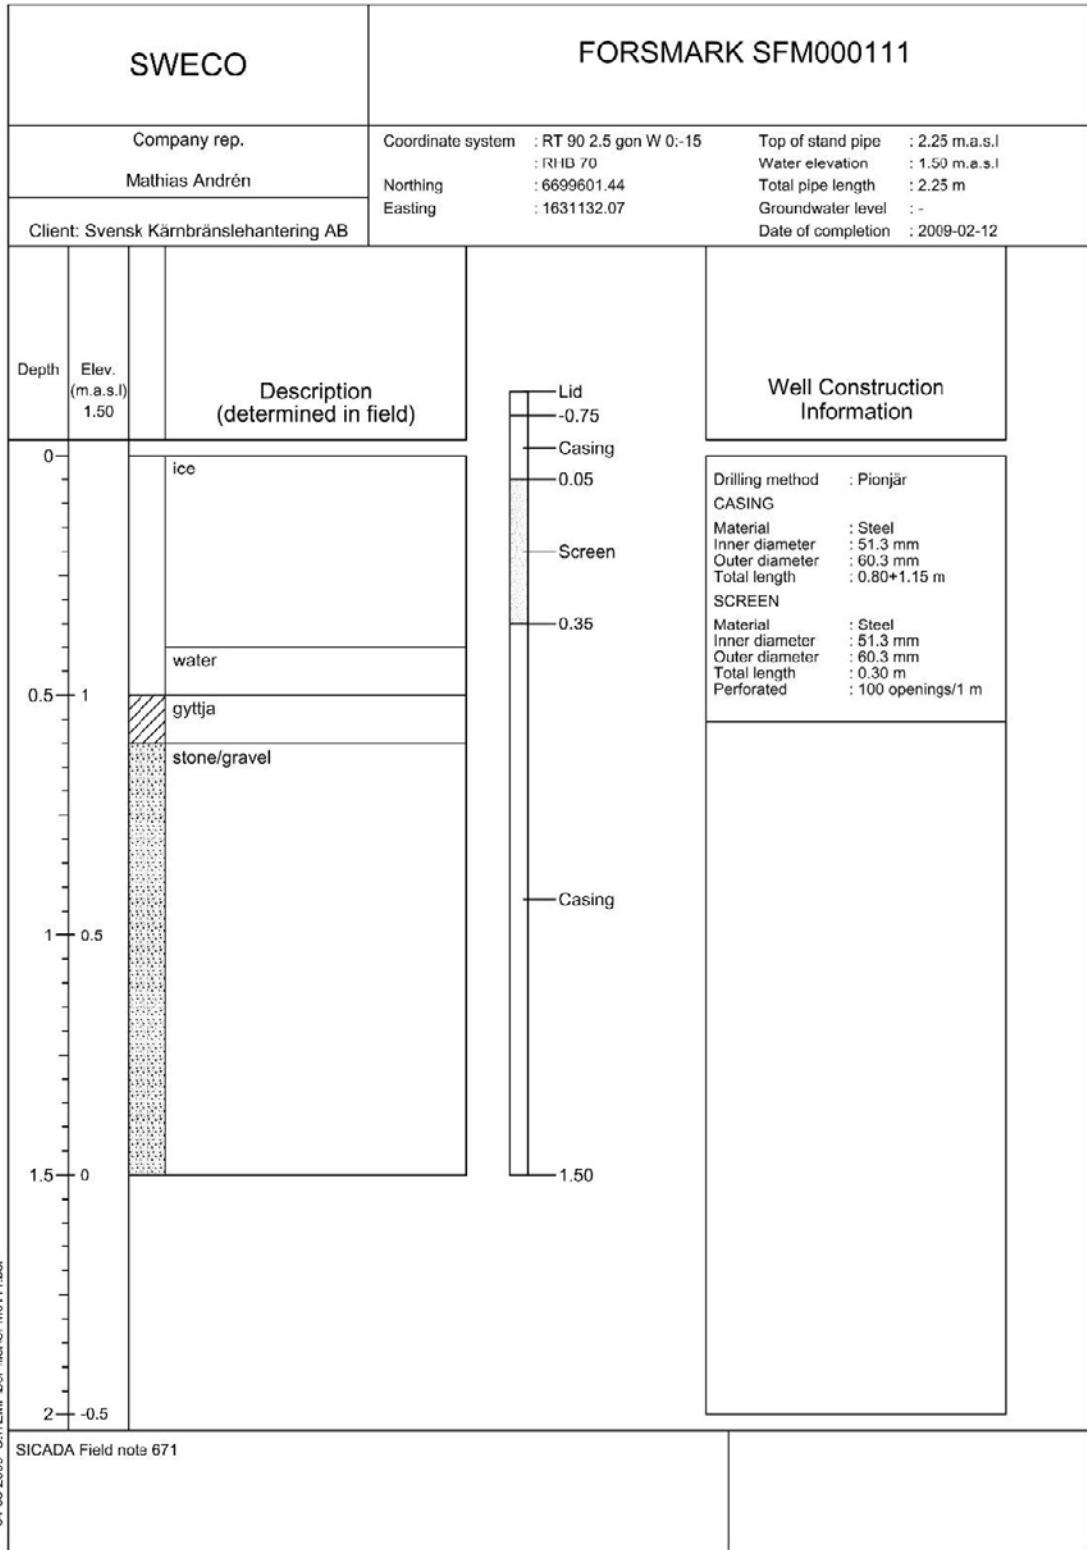 SWECO
FORSMARK SFM000111
Company rep.
Mathias Andrén
Client: Svensk Kärnbränslehantering AB
Coordinate system : RT 90 2.5 gon W 0:-15
: RHB 70
Northing : 6699601.44
Easting : 1631132.07
Top of stand pipe : 2.25 m.a.s.l
Water elevation : 1.50 m.a.s.l
Total pipe length : 2.25 m
Groundwater level : -
Date of completion : 2009-02-12
Depth
Elev.
(m.a.s.l)
1.50
Description
(determined in field)
Well Construction
Information
Lid
-0.75
Casing
0.05
Screen
0.35
Casing
1.50
0
ice
water
0.5 1
gyttja
stone/gravel
1 0.5
1.5 0
2 -0.5
Drilling method : Pionjär
CASING
Material : Steel
Inner diameter : 51.3 mm
Outer diameter : 60.3 mm
Total length : 0.80+1.15 m
SCREEN
Material : Steel
Inner diameter : 51.3 mm
Outer diameter : 60.3 mm
Total length : 0.30 m
Perforated : 100 openings/1 m
SICADA Field note 671